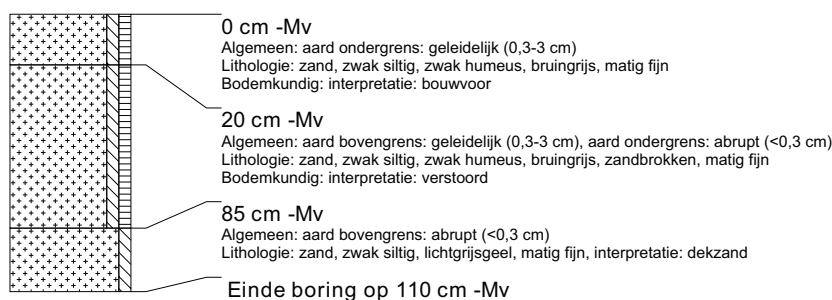 0 cm -Mv
Algemeen: aard ondergrens: geleidelijk (0,3-3 cm)
Lithologie: zand, zwak siltig, zwak humeus, bruingrijs, matig fijn
Bodemkundig: interpretatie: bouwvoor
20 cm -Mv
Algemeen: aard bovengrens: geleidelijk (0,3-3 cm), aard ondergrens: abrupt (<0,3 cm)
Lithologie: zand, zwak siltig, zwak humeus, bruingrijs, zandbrokken, matig fijn
Bodemkundig: interpretatie: verstoord
85 cm -Mv
Algemeen: aard bovengrens: abrupt (<0,3 cm)
Lithologie: zand, zwak siltig, lichtgrijsgeel, matig fijn, interpretatie: dekzand
Einde boring op 110 cm -Mv